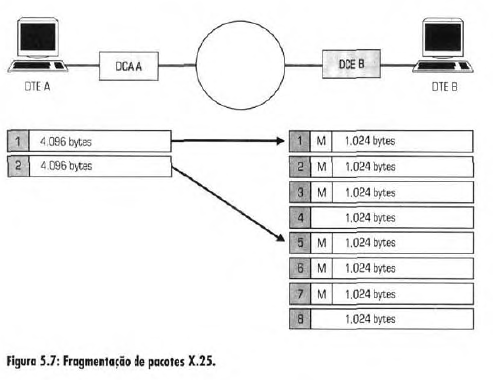 DTE A
DCA A
DCE B
DTE B
1 4.096 bytes
2 4.096 bytes
1 M 1.024 bytes
2 M 1.024 bytes
3 M 1.024 bytes
4 1.024 bytes
5 M 1.024 bytes
6 M 1.024 bytes
7 M 1.024 bytes
8 1.024 bytes
Figura 5.7: Fragmentação de pacotes X.25.